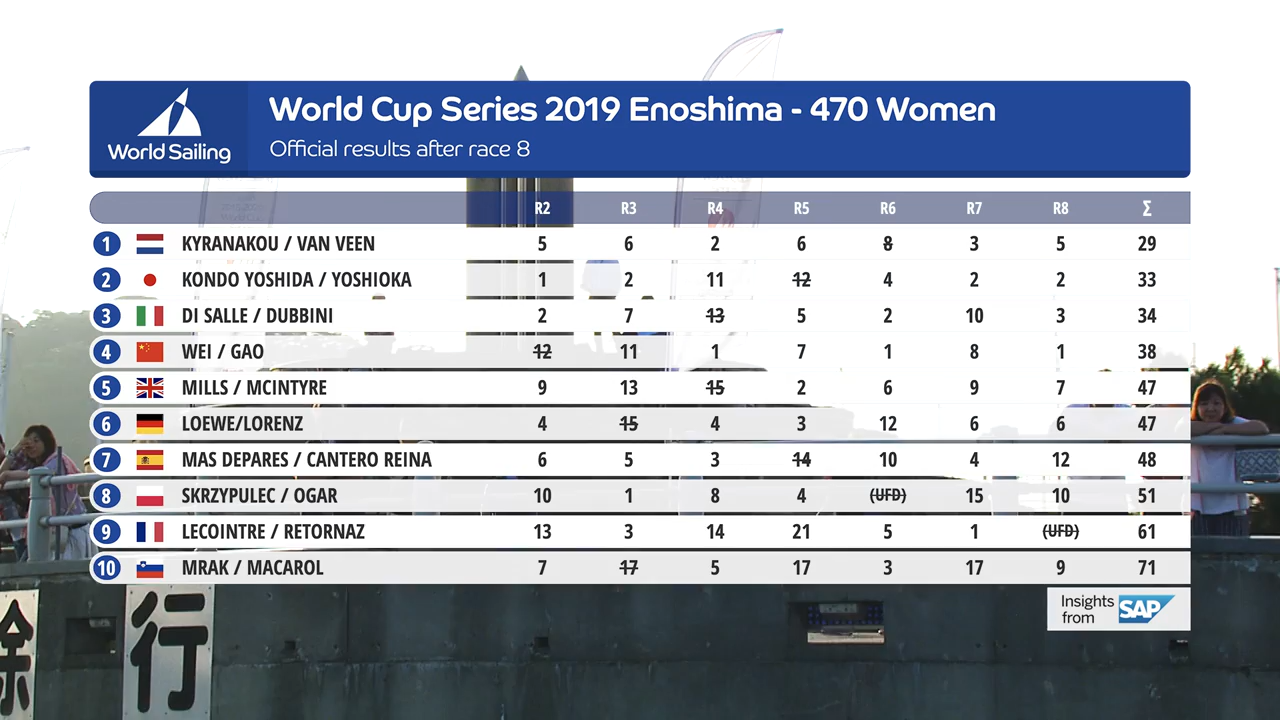 World Sailing
World Cup Series 2019 Enoshima - 470 Women
Official results after race 8
R2 R3 R4 R5 R6 R7 R8 Σ
1 KYRANAKOU / VAN VEEN 5 6 2 6 8 3 5 29
2 KONDO YOSHIDA / YOSHIOKA 1 2 11 12 4 2 2 33
3 DI SALLE / DUBBINI 2 7 13 5 2 10 3 34
4 WEI / GAO 12 11 1 7 1 8 1 38
5 MILLS / MCINTYRE 9 13 15 2 6 9 7 47
6 LOEWE/LORENZ 4 15 4 3 12 6 6 47
7 MAS DEPARES / CANTERO REINA 6 5 3 14 10 4 12 48
8 SKRZYPULEC / OGAR 10 1 8 4 (UFD) 15 10 51
9 LECOINTRE / RETORNAZ 13 3 14 21 5 1 (UFD) 61
10 MRAK / MACAROL 7 17 5 17 3 17 9 71
Insights from SAP
行